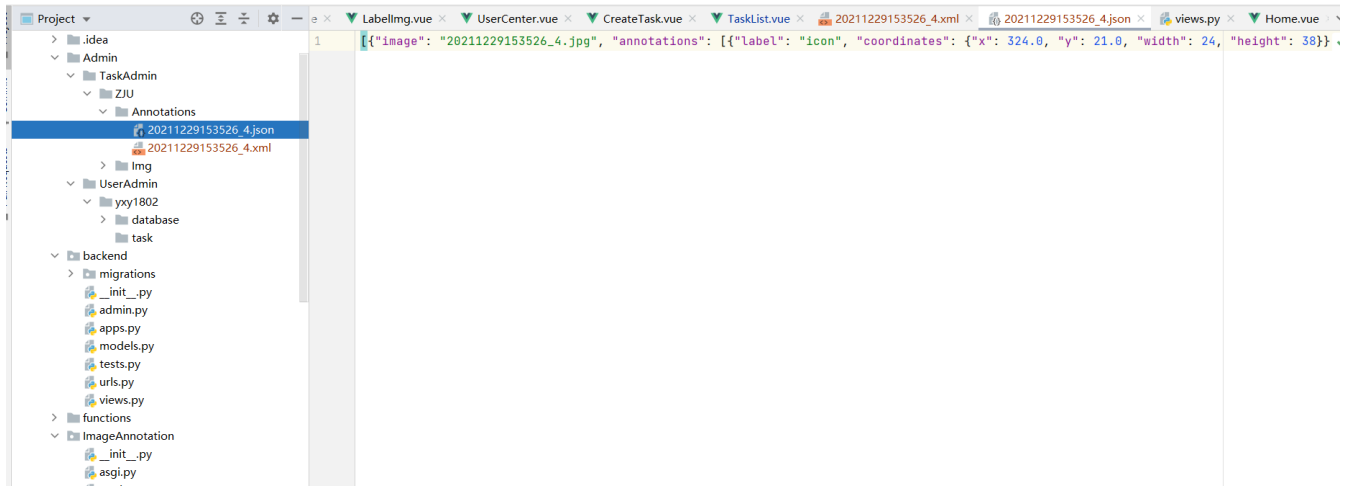 Project
e LabelImg.vue UserCenter.vue CreateTask.vue TaskList.vue 20211229153526_4.xml 20211229153526_4.json views.py Home.vue
1 [{"image": "20211229153526_4.jpg", "annotations": [{"label": "icon", "coordinates": {"x": 324.0, "y": 21.0, "width": 24, "height": 38}}
.idea
Admin
TaskAdmin
ZJU
Annotations
20211229153526_4.json
20211229153526_4.xml
Img
UserAdmin
yxy1802
database
task
backend
migrations
__init__.py
admin.py
apps.py
models.py
tests.py
urls.py
views.py
functions
ImageAnnotation
__init__.py
asgi.py